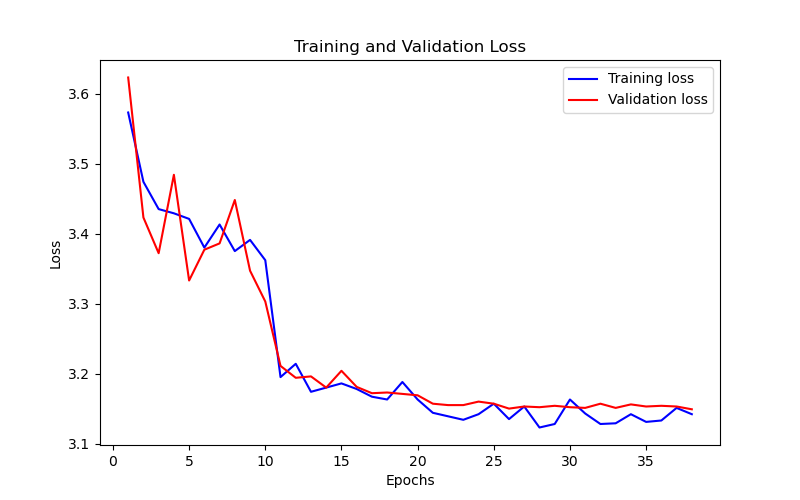 Training and Validation Loss
Training loss
Validation loss
3.6
3.5
3.4
3.3
3.2
3.1
Loss
0 5 10 15 20 25 30 35
Epochs